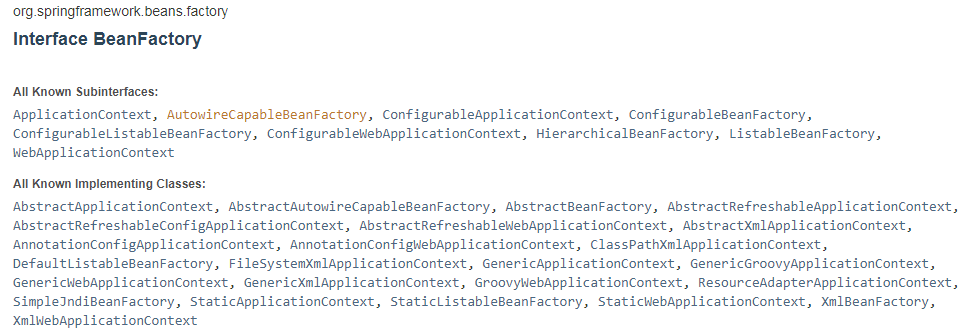 org.springframework.beans.factory
Interface BeanFactory
All Known Subinterfaces:
ApplicationContext, AutowireCapableBeanFactory, ConfigurableApplicationContext, ConfigurableBeanFactory,
ConfigurableListableBeanFactory, ConfigurableWebApplicationContext, HierarchicalBeanFactory, ListableBeanFactory,
WebApplicationContext
All Known Implementing Classes:
AbstractApplicationContext, AbstractAutowireCapableBeanFactory, AbstractBeanFactory, AbstractRefreshableApplicationContext,
AbstractRefreshableConfigApplicationContext, AbstractRefreshableWebApplicationContext, AbstractXmlApplicationContext,
AnnotationConfigApplicationContext, AnnotationConfigWebApplicationContext, ClassPathXmlApplicationContext,
DefaultListableBeanFactory, FileSystemXmlApplicationContext, GenericApplicationContext, GenericGroovyApplicationContext,
GenericWebApplicationContext, GenericXmlApplicationContext, GroovyWebApplicationContext, ResourceAdapterApplicationContext,
SimpleJndiBeanFactory, StaticApplicationContext, StaticListableBeanFactory, StaticWebApplicationContext, XmlBeanFactory,
XmlWebApplicationContext